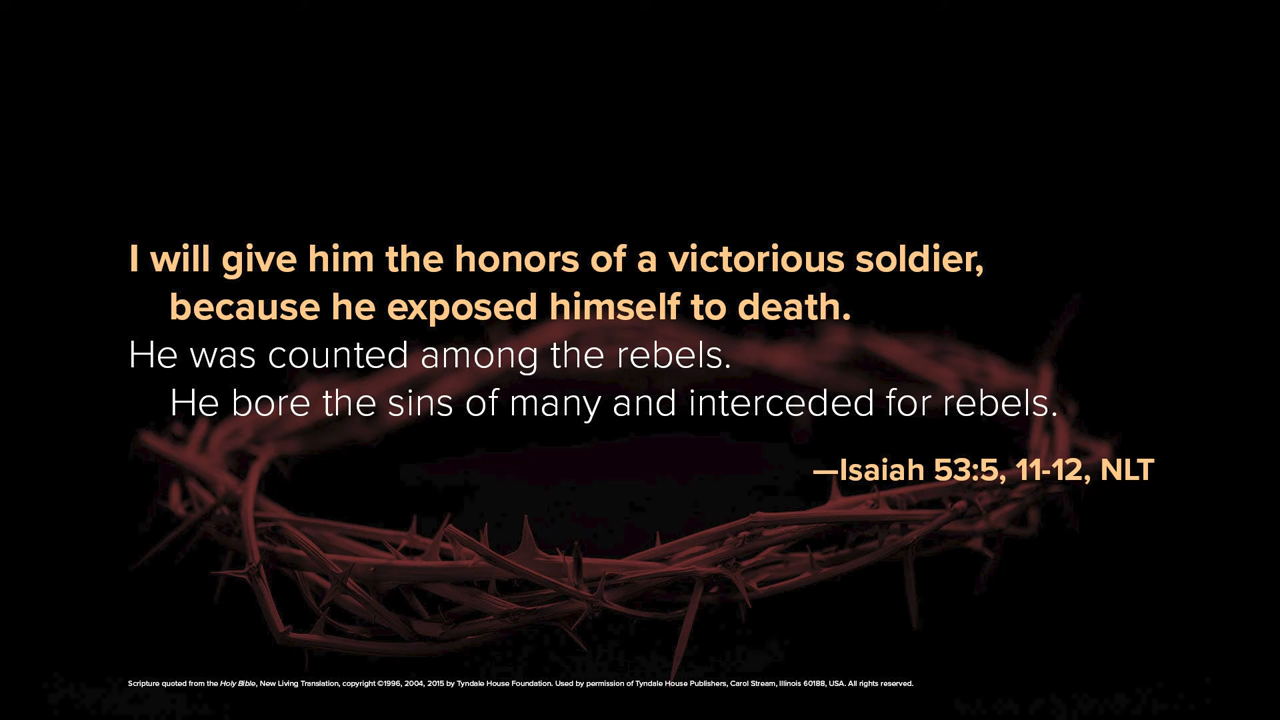 I will give him the honors of a victorious soldier,
because he exposed himself to death.
He was counted among the rebels.
He bore the sins of many and interceded for rebels.
—Isaiah 53:5, 11-12, NLT
Scripture quoted from the Holy Bible, New Living Translation, copyright ©1996, 2004, 2015 by Tyndale House Foundation. Used by permission of Tyndale House Publishers, Carol Stream, Illinois 60188, USA. All rights reserved.